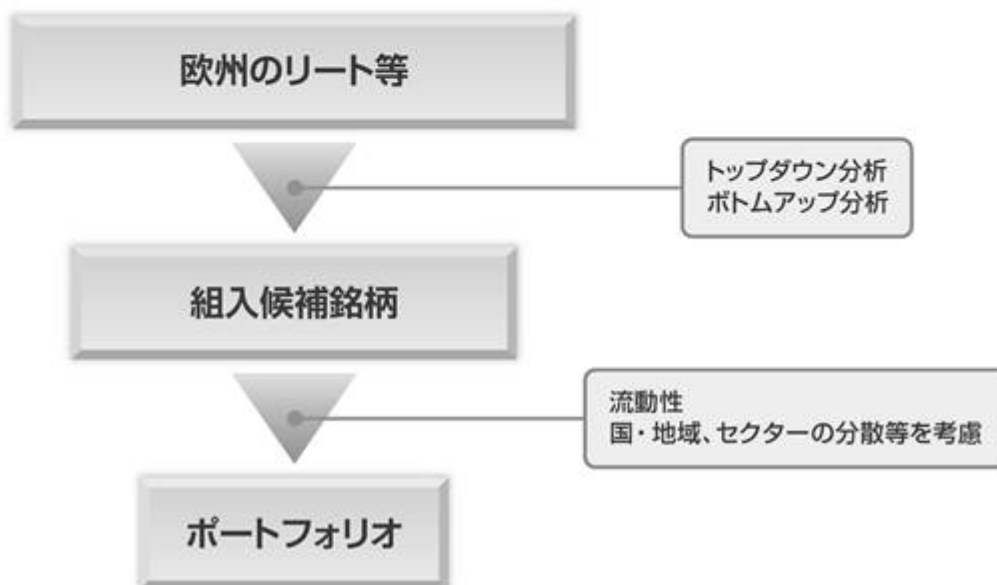 欧州のリート等
トップダウン分析
ボトムアップ分析
組入候補銘柄
流動性
国・地域、セクターの分散等を考慮
ポートフォリオ